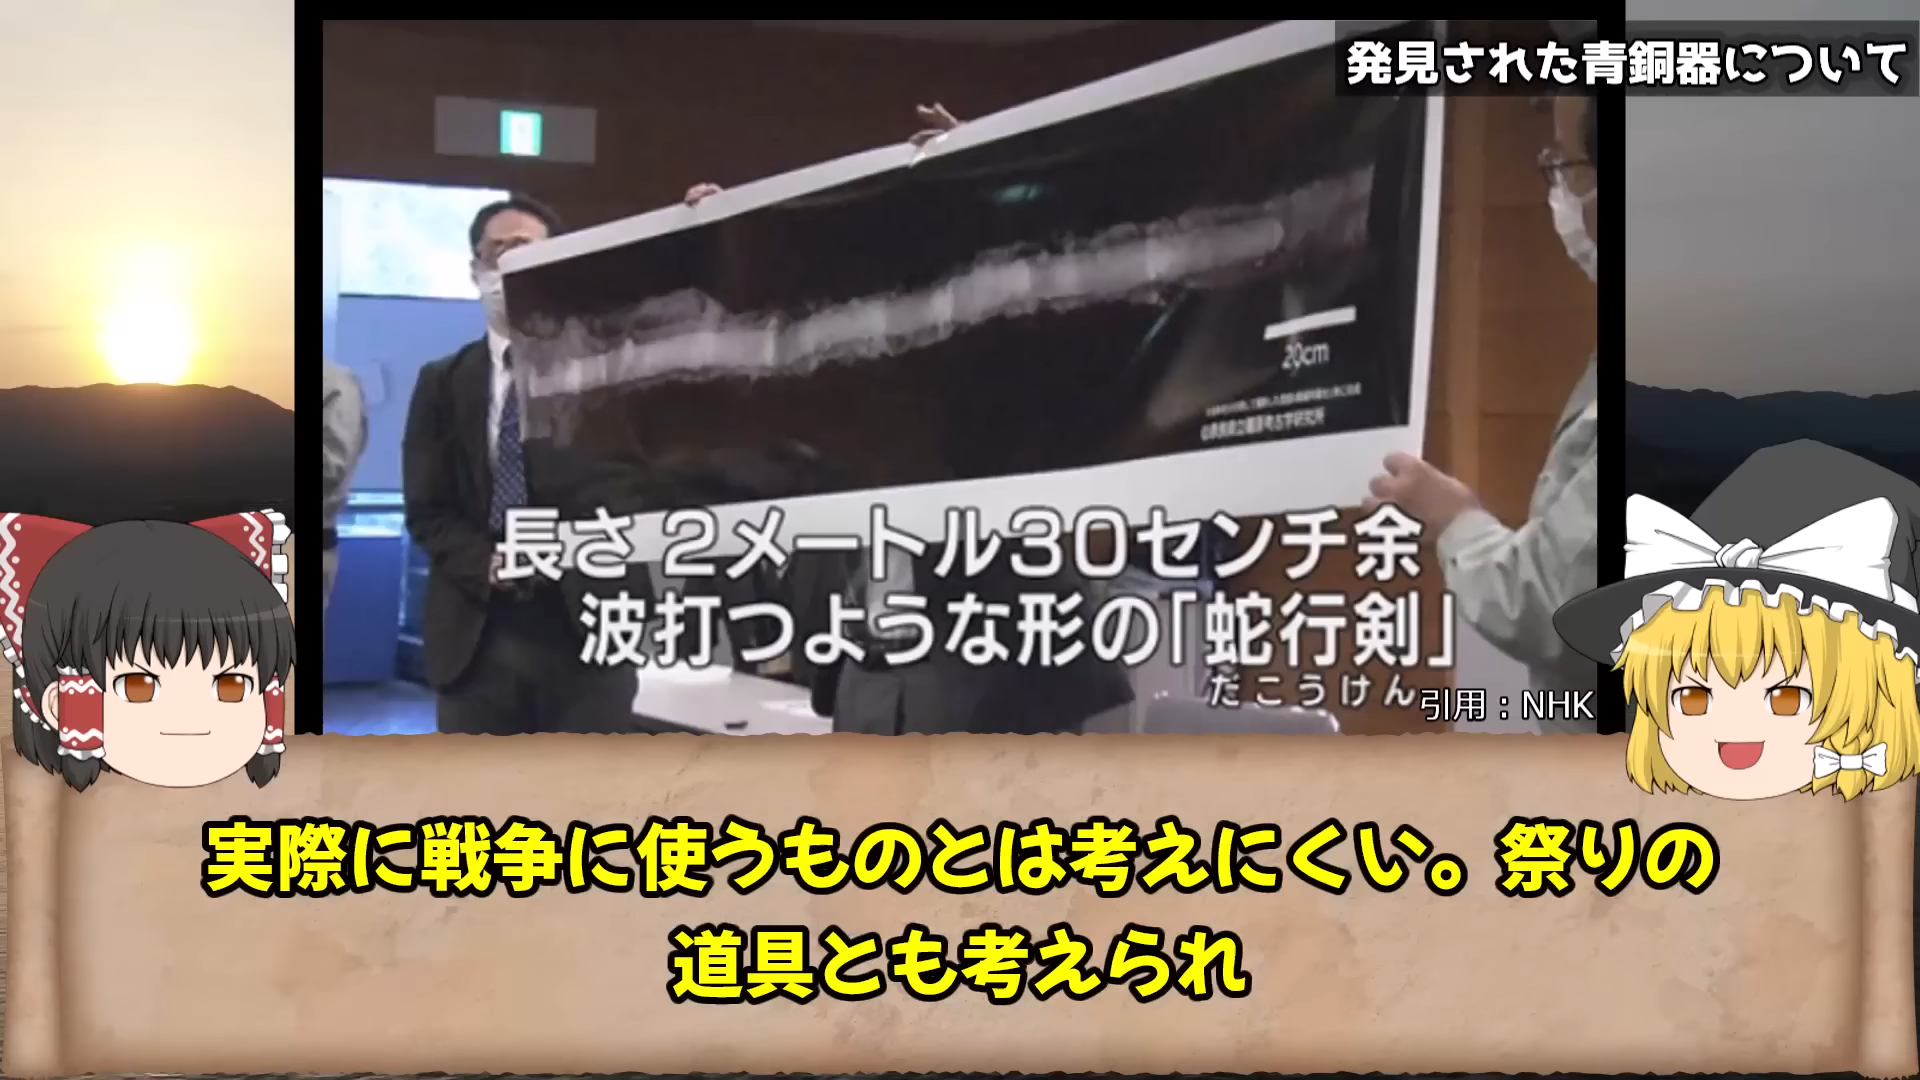 発見された青銅器について
20cm
長さ２メートル30センチ余
波打つような形の「蛇行剣」
だこうけん
引用：NHK
実際に戦争に使うものとは考えにくい。祭りの
道具とも考えられ